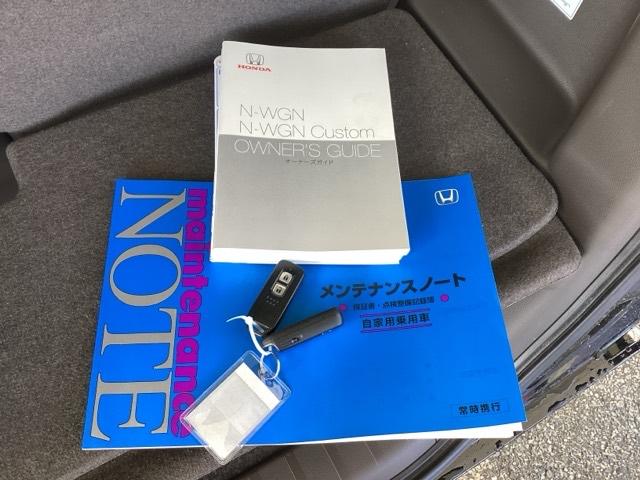 HONDA
N-WGN
N-WGN Custom
OWNER'S GUIDE
オーナーズガイド
maintenance
NOTE
メンテナンスノート
保証書・点検整備記録簿
自家用乗用車
常時携行